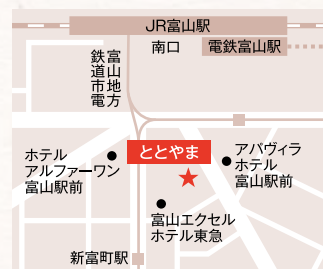 JR富山駅
南口
電鉄富山駅
富山地方
鉄道市電
ととやま
ホテル
アルファーワン
富山駅前
アパヴィラ
ホテル
富山駅前
富山エクセル
ホテル東急
新富町駅